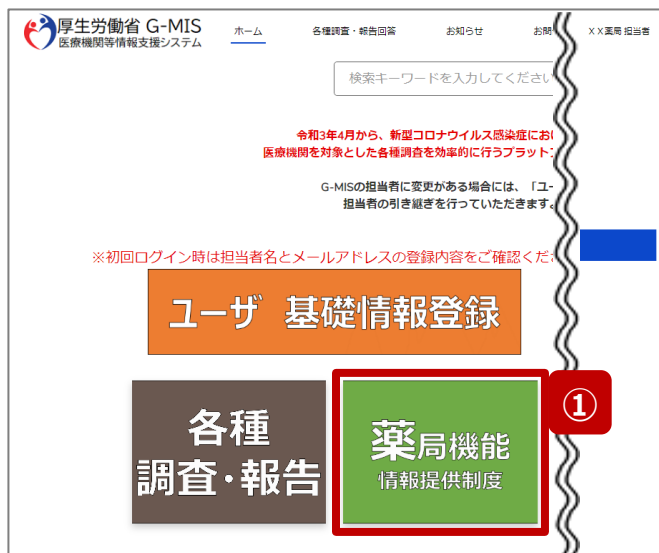 厚生労働省 G-MIS
医療機関等情報支援システム
ホーム 各種調査・報告回答 お知らせ お問 XX薬局 担当者
検索キーワードを入力してください
令和3年4月から、新型コロナウイルス感染症にお
医療機関を対象とした各種調査を効率的に行うプラット
G-MISの担当者に変更がある場合には、「ユー
担当者の引き継ぎを行っていただきます
※初回ログイン時は担当者名とメールアドレスの登録内容をご確認くだ
ユーザ 基礎情報登録
各種
調査・報告
薬局機能
情報提供制度
①